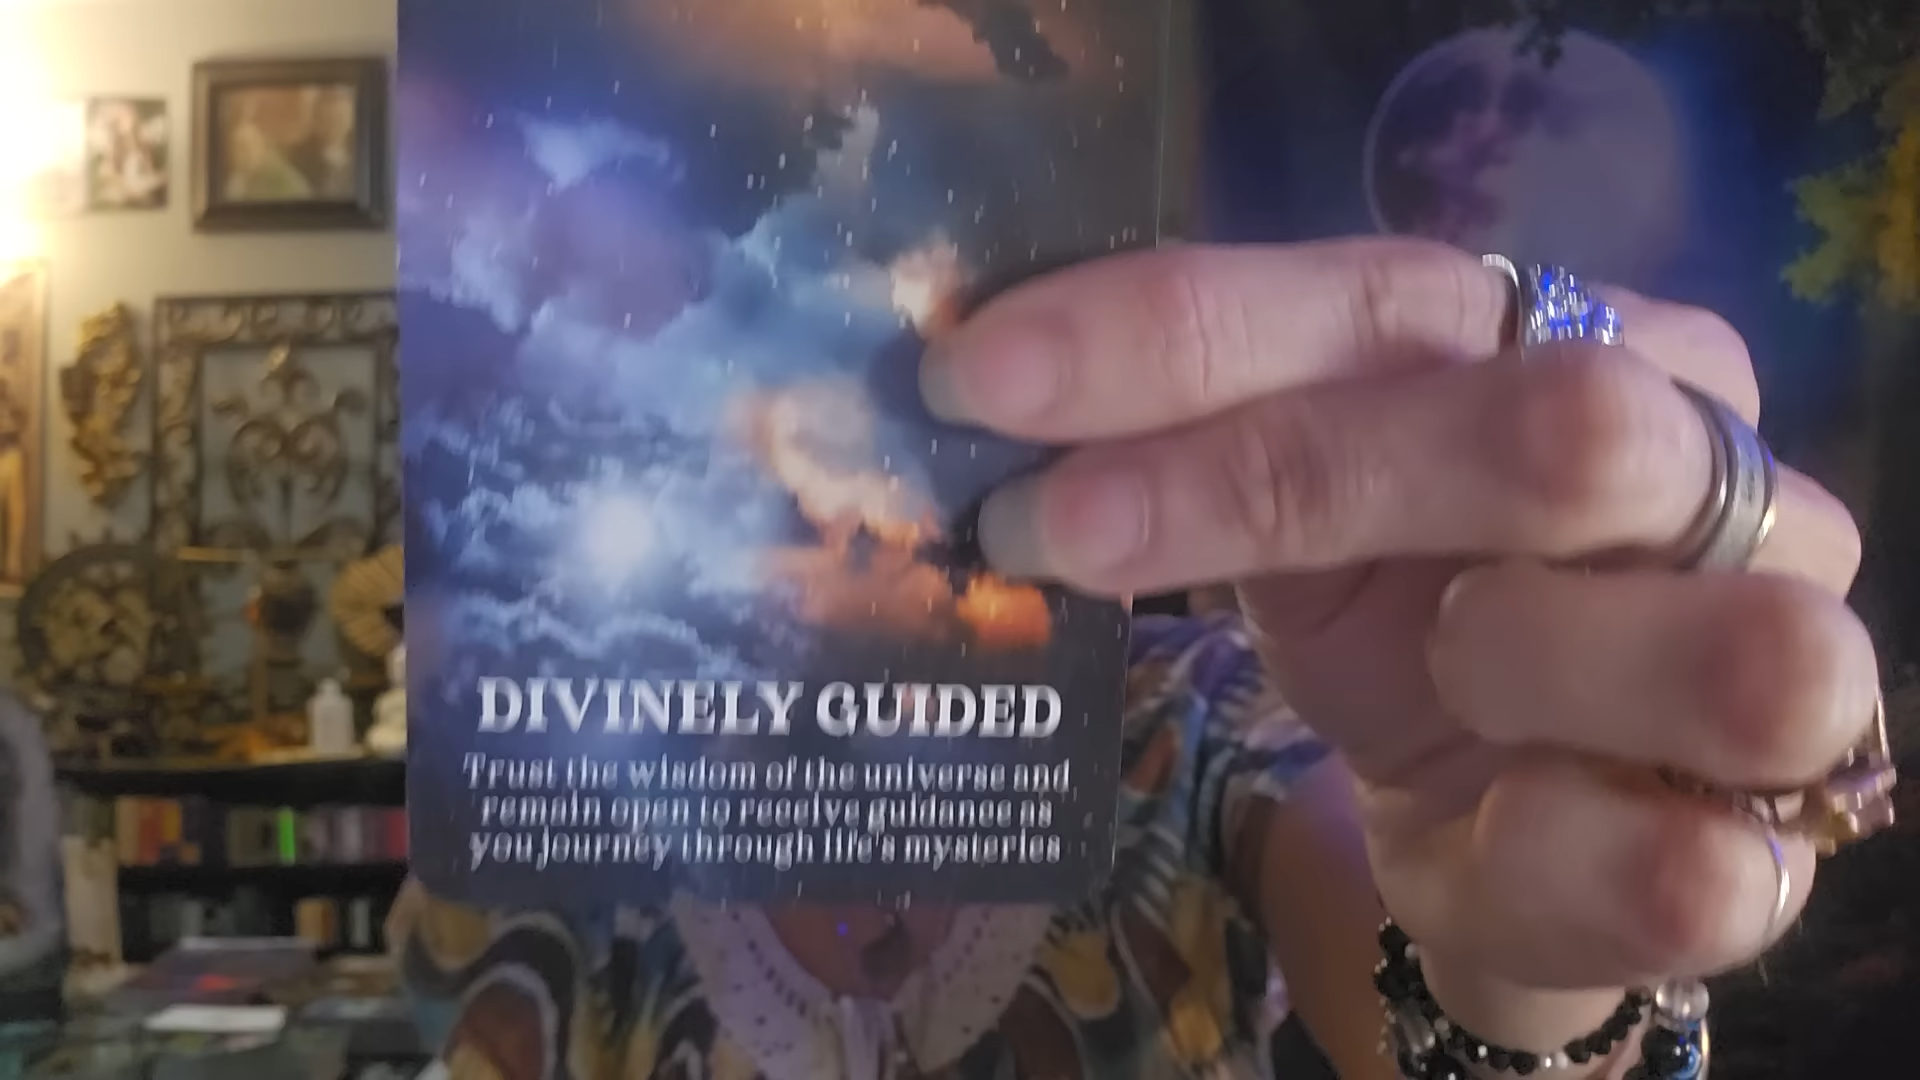 DIVINELY GUIDED
Trust the wisdom of the universe and
remain open to receive guidance as
you journey through life's mysteries